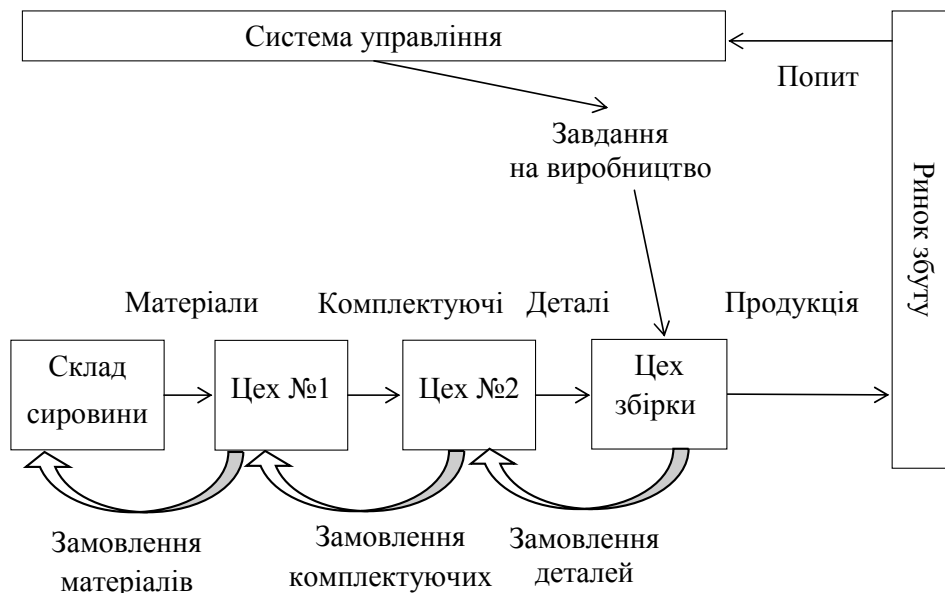 Система управління
Попит
Завдання
на виробництво
Ринок збуту
Матеріали
Комплектуючі
Деталі
Продукція
Склад
сировини
Цех №1
Цех №2
Цех
збірки
Замовлення
матеріалів
Замовлення
комплектуючих
Замовлення
деталей